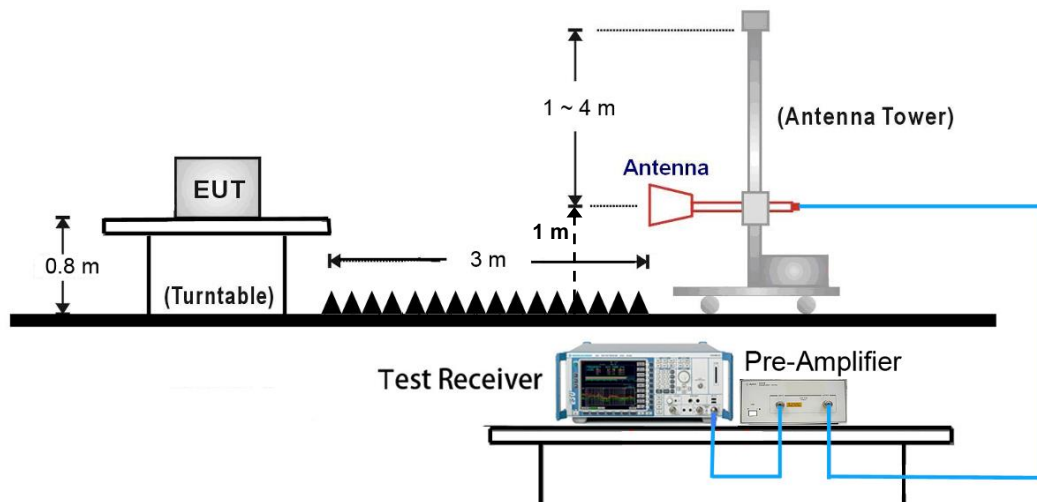 1 ~ 4 m
(Antenna Tower)
Antenna
EUT
1 m
0.8 m
3 m
(Turntable)
Test Receiver
Pre-Amplifier